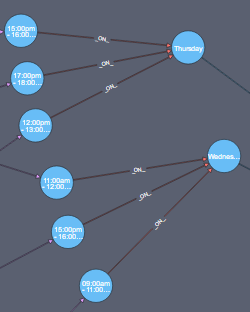 15:00pm
- 16:00...
_ON_
Thursday
17:00pm
- 18:00...
_ON_
_ON_
12:00pm
- 13:00...
Wednes...
11:00am
- 12:00...
_ON_
_ON_
15:00pm
- 16:00...
_ON_
09:00am
- 11:00...